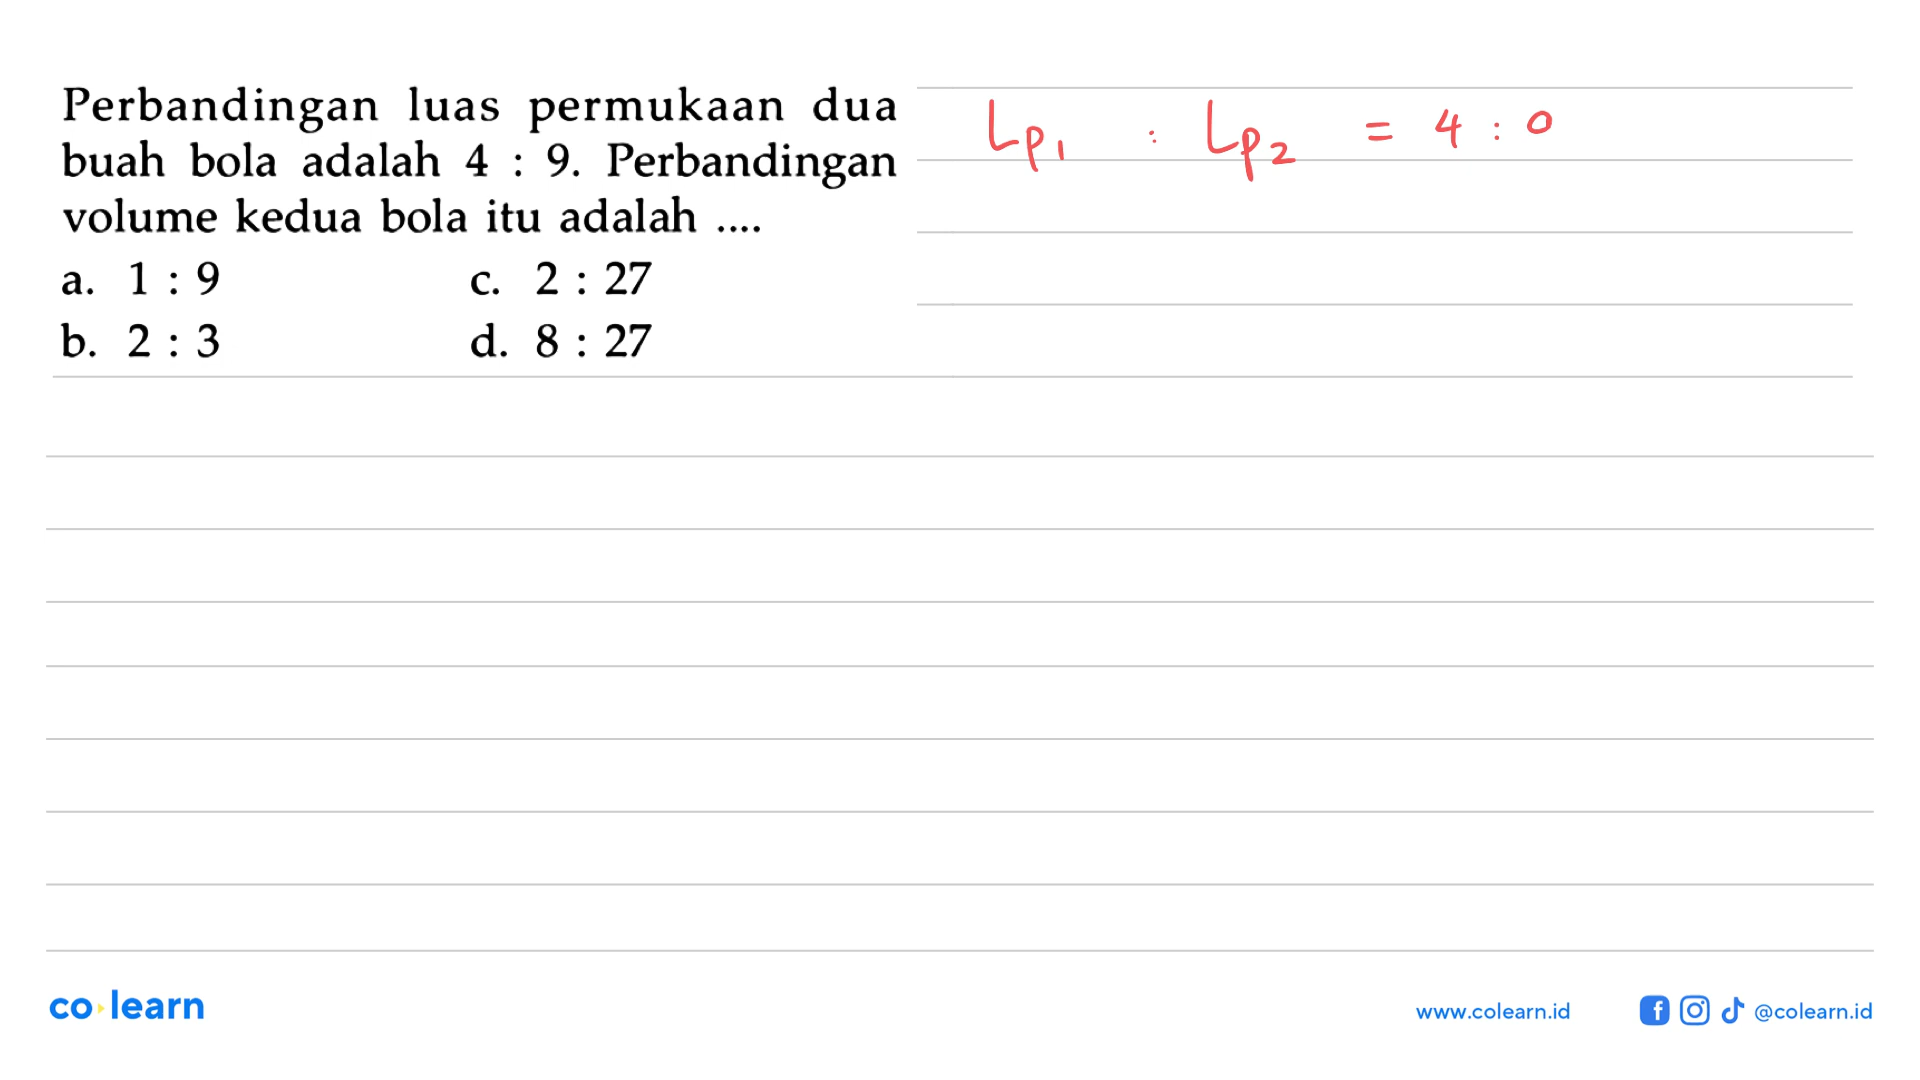 Perbandingan luas permukaan dua
buah bola adalah 4 : 9. Perbandingan
volume kedua bola itu adalah ....
a. 1 : 9 c. 2 : 27
b. 2 : 3 d. 8 : 27
Lp1 : Lp2 = 4 : 0
co learn
www.colearn.id
@colearn.id